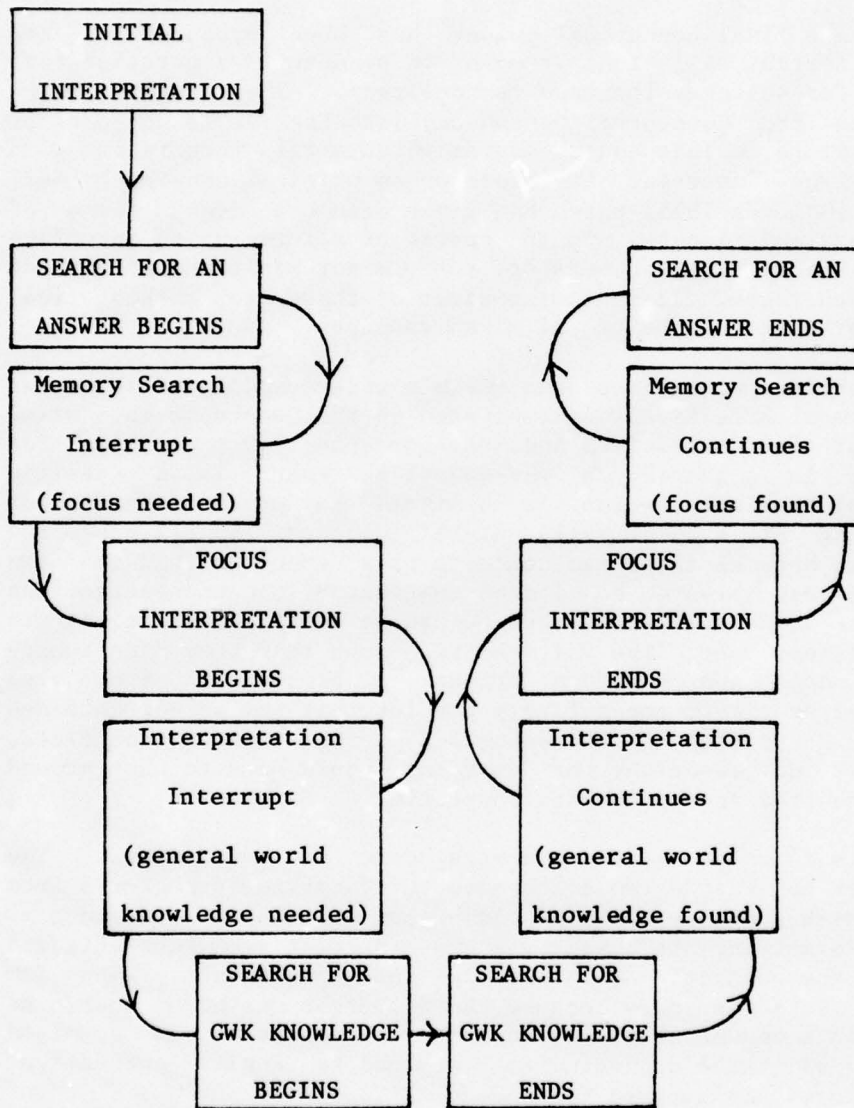 INITIAL
INTERPRETATION
SEARCH FOR AN
ANSWER BEGINS
Memory Search
Interrupt
(focus needed)
FOCUS
INTERPRETATION
BEGINS
Interpretation
Interrupt
(general world
knowledge needed)
SEARCH FOR
GWK KNOWLEDGE
BEGINS
SEARCH FOR
GWK KNOWLEDGE
ENDS
Interpretation
Continues
(general world
knowledge found)
FOCUS
INTERPRETATION
ENDS
Memory Search
Continues
(focus found)
SEARCH FOR AN
ANSWER ENDS